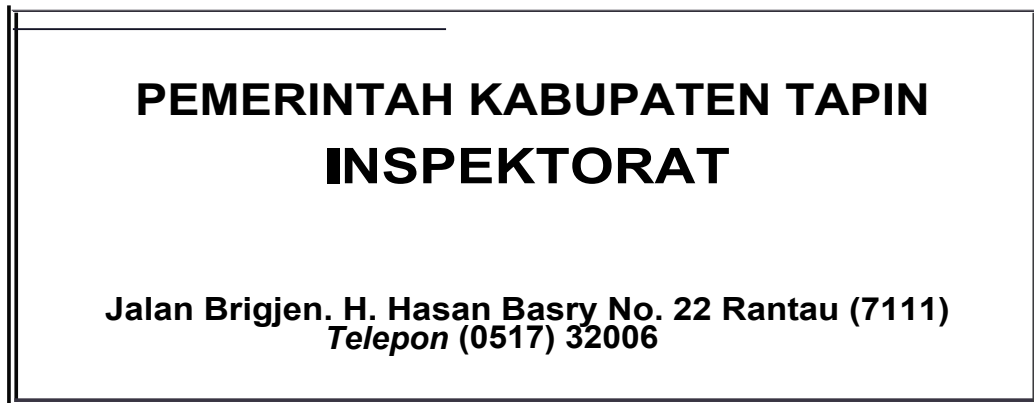 PEMERINTAH KABUPATEN TAPIN
INSPEKTORAT
Jalan Brigjen. H. Hasan Basry No. 22 Rantau (7111)
Telepon (0517) 32006